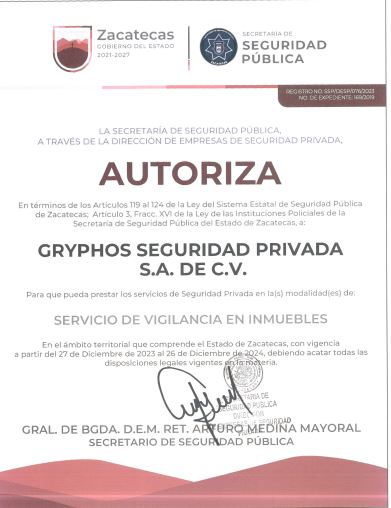 Zacatecas
GOBIERNO DEL ESTADO
2021-2027
SECRETARÍA DE
SEGURIDAD
PÚBLICA
REGISTRO NO. SSP/DESP/076/2023
NO. DE EXPEDIENTE: 169/2019
LA SECRETARÍA DE SEGURIDAD PÚBLICA,
A TRAVÉS DE LA DIRECCIÓN DE EMPRESAS DE SEGURIDAD PRIVADA,
AUTORIZA
En términos de los Artículos 119 al 124 de la Ley del Sistema Estatal de Seguridad Pública
de Zacatecas; Artículo 3, Fracc. XVI de la Ley de las Instituciones Policiales de la
Secretaría de Seguridad Pública del Estado de Zacatecas, a:
GRYPHOS SEGURIDAD PRIVADA
S.A. DE C.V.
Para que pueda prestar los servicios de Seguridad Privada en la(s) modalidad(es) de:
SERVICIO DE VIGILANCIA EN INMUEBLES
En el ámbito territorial que comprende el Estado de Zacatecas, con vigencia
a partir del 27 de Diciembre de 2023 al 26 de Diciembre de 2024, debiendo acatar todas las
disposiciones legales vigentes en la materia.
SEGURIDAD PÚBLICA
GRAL. DE BGDA. D.E.M. RET. ARTURO MEDINA MAYORAL
SECRETARIO DE SEGURIDAD PÚBLICA